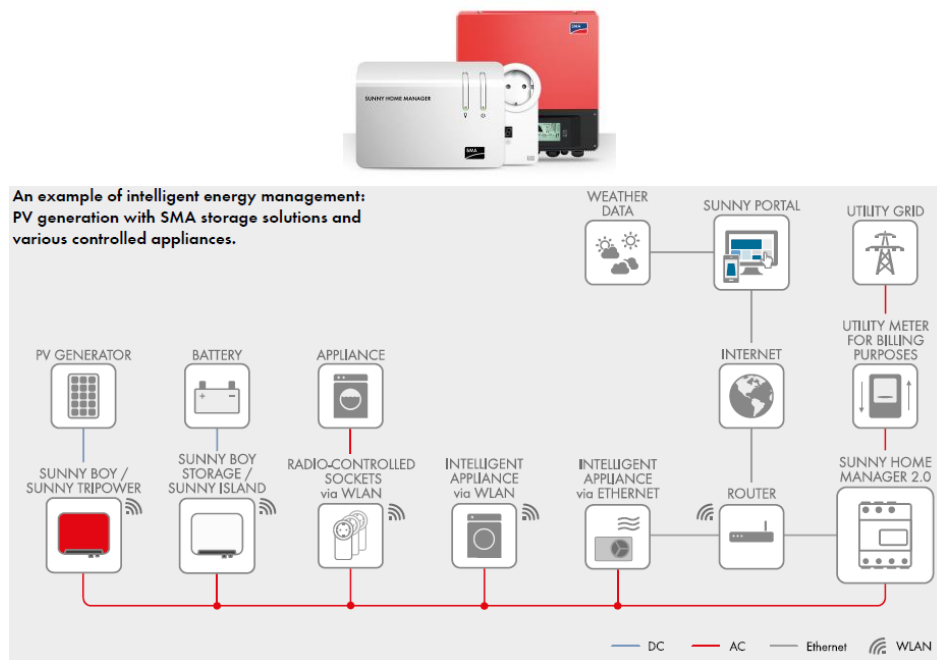 SMA
SUNNY HOME MANAGER
SMA
An example of intelligent energy management:
PV generation with SMA storage solutions and
various controlled appliances.
WEATHER
DATA
SUNNY PORTAL
UTILITY GRID
UTILITY METER
FOR BILLING
PURPOSES
INTERNET
PV GENERATOR
BATTERY
APPLIANCE
SUNNY BOY /
SUNNY TRIPOWER
SUNNY BOY
STORAGE /
SUNNY ISLAND
RADIO-CONTROLLED
SOCKETS
via WLAN
INTELLIGENT
APPLIANCE
via WLAN
INTELLIGENT
APPLIANCE
via ETHERNET
ROUTER
SUNNY HOME
MANAGER 2.0
DC
AC
Ethernet
WLAN